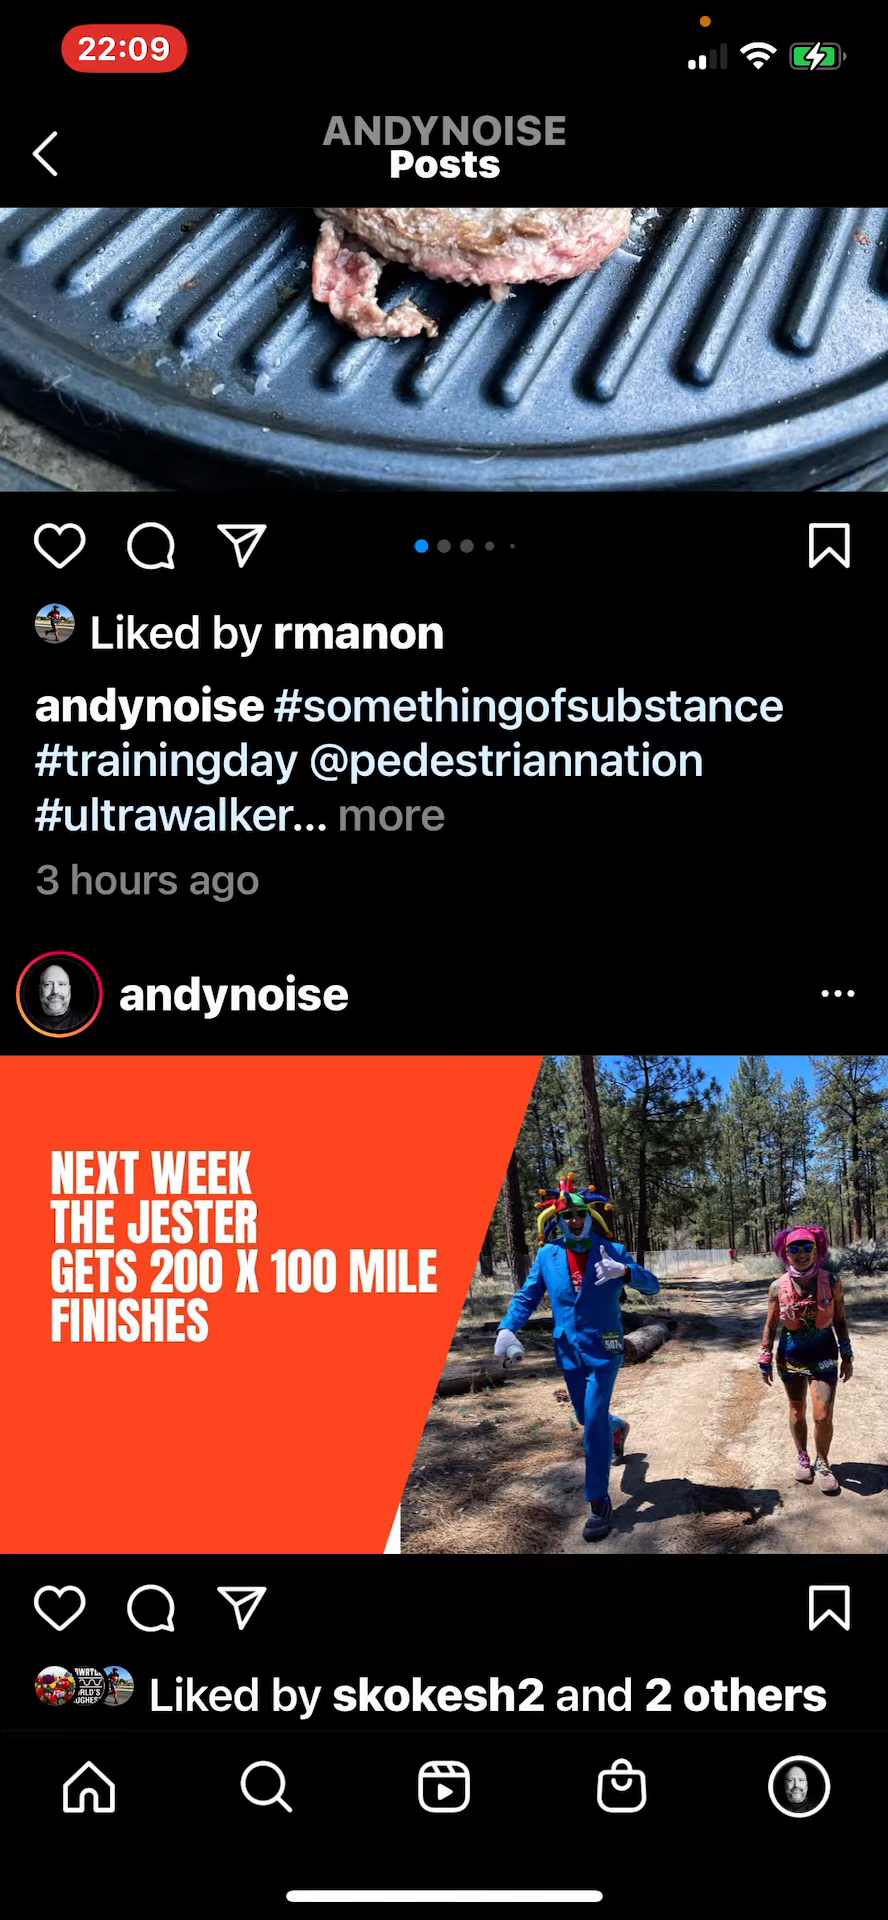 22:09
ANDYNOISE
Posts
Liked by rmanon
andynoise #somethingofsubstance
#trainingday @pedestriannation
#ultrawalker... more
3 hours ago
andynoise
NEXT WEEK
THE JESTER
GETS 200 X 100 MILE
FINISHES
Liked by skokesh2 and 2 others